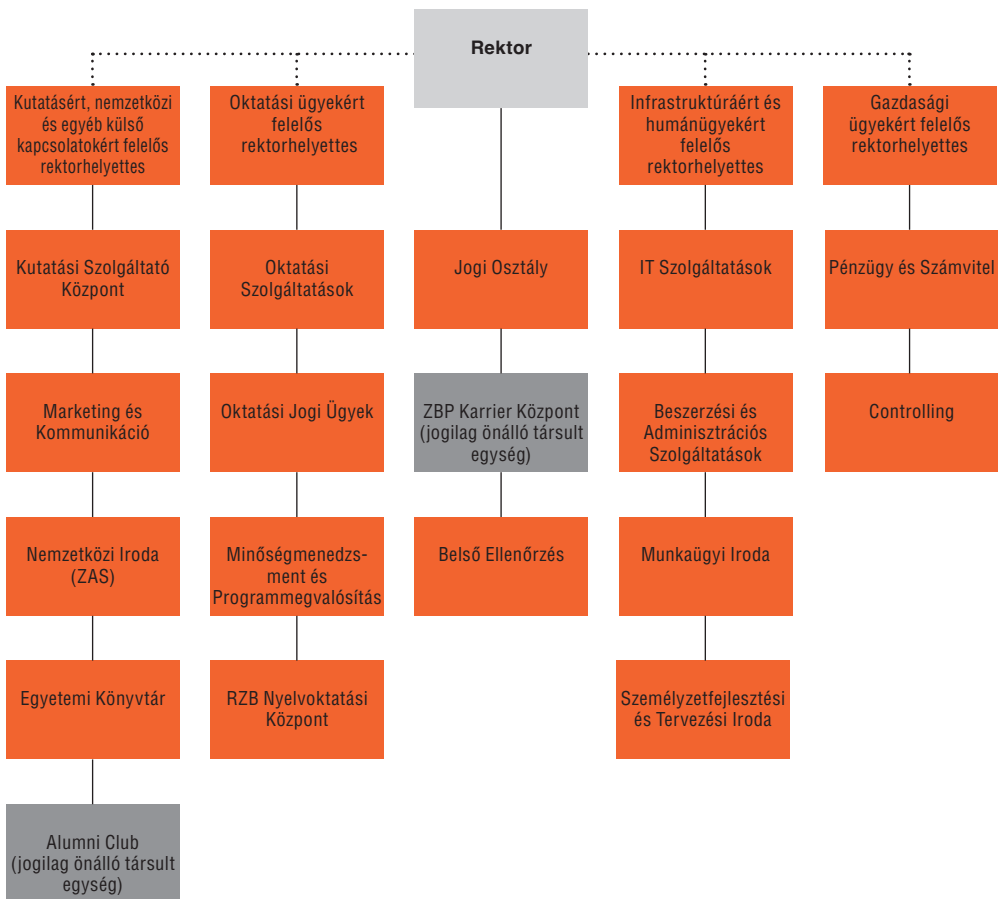 Rektor
Kutatásért, nemzetközi
és egyéb külső
kapcsolatokért felelős
rektorhelyettes
Oktatási ügyekért
felelős
rektorhelyettes
Infrastruktúráért és
humánügyekért
felelős
rektorhelyettes
Gazdasági
ügyekért felelős
rektorhelyettes
Kutatási Szolgáltató
Központ
Oktatási
Szolgáltatások
Jogi Osztály
IT Szolgáltatások
Pénzügy és Számvitel
Marketing és
Kommunikáció
Oktatási Jogi Ügyek
ZBP Karrier Központ
(jogilag önálló társult
egység)
Beszerzési és
Adminisztrációs
Szolgáltatások
Controlling
Nemzetközi Iroda
(ZAS)
Minőségmenedzs-
ment és
Programmegvalósítás
Belső Ellenőrzés
Munkaügyi Iroda
Egyetemi Könyvtár
RZB Nyelvoktatási
Központ
Személyzetfejlesztési
és Tervezési Iroda
Alumni Club
(jogilag önálló társult
egység)